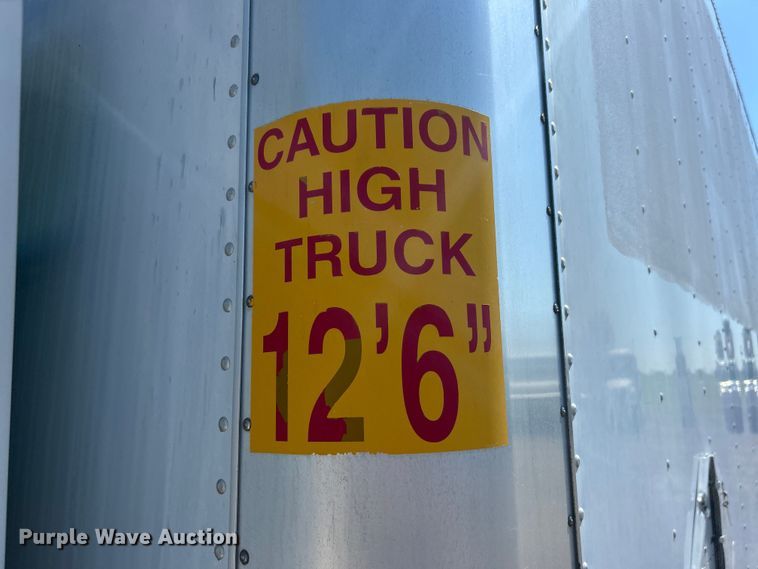 CAUTION
HIGH
TRUCK
12’6”
Purple Wave Auction